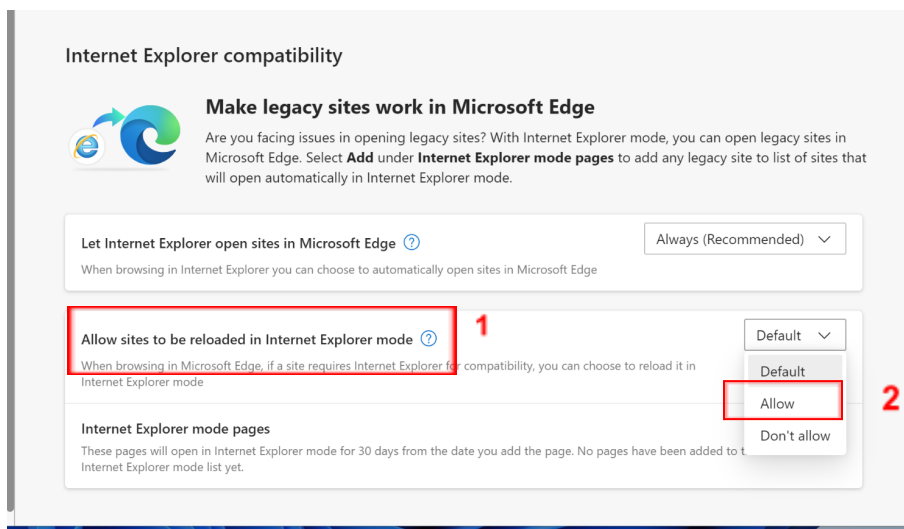 Internet Explorer compatibility
Make legacy sites work in Microsoft Edge
Are you facing issues in opening legacy sites? With Internet Explorer mode, you can open legacy sites in
Microsoft Edge. Select Add under Internet Explorer mode pages to add any legacy site to list of sites that
will open automatically in Internet Explorer mode.
Let Internet Explorer open sites in Microsoft Edge ?
Always (Recommended)
When browsing in Internet Explorer you can choose to automatically open sites in Microsoft Edge
1
Allow sites to be reloaded in Internet Explorer mode ?
Default
When browsing in Microsoft Edge, if a site requires Internet Explorer for compatibility, you can choose to reload it in
Internet Explorer mode
Default
Allow
2
Don't allow
Internet Explorer mode pages
These pages will open in Internet Explorer mode for 30 days from the date you add the page. No pages have been added to
Internet Explorer mode list yet.